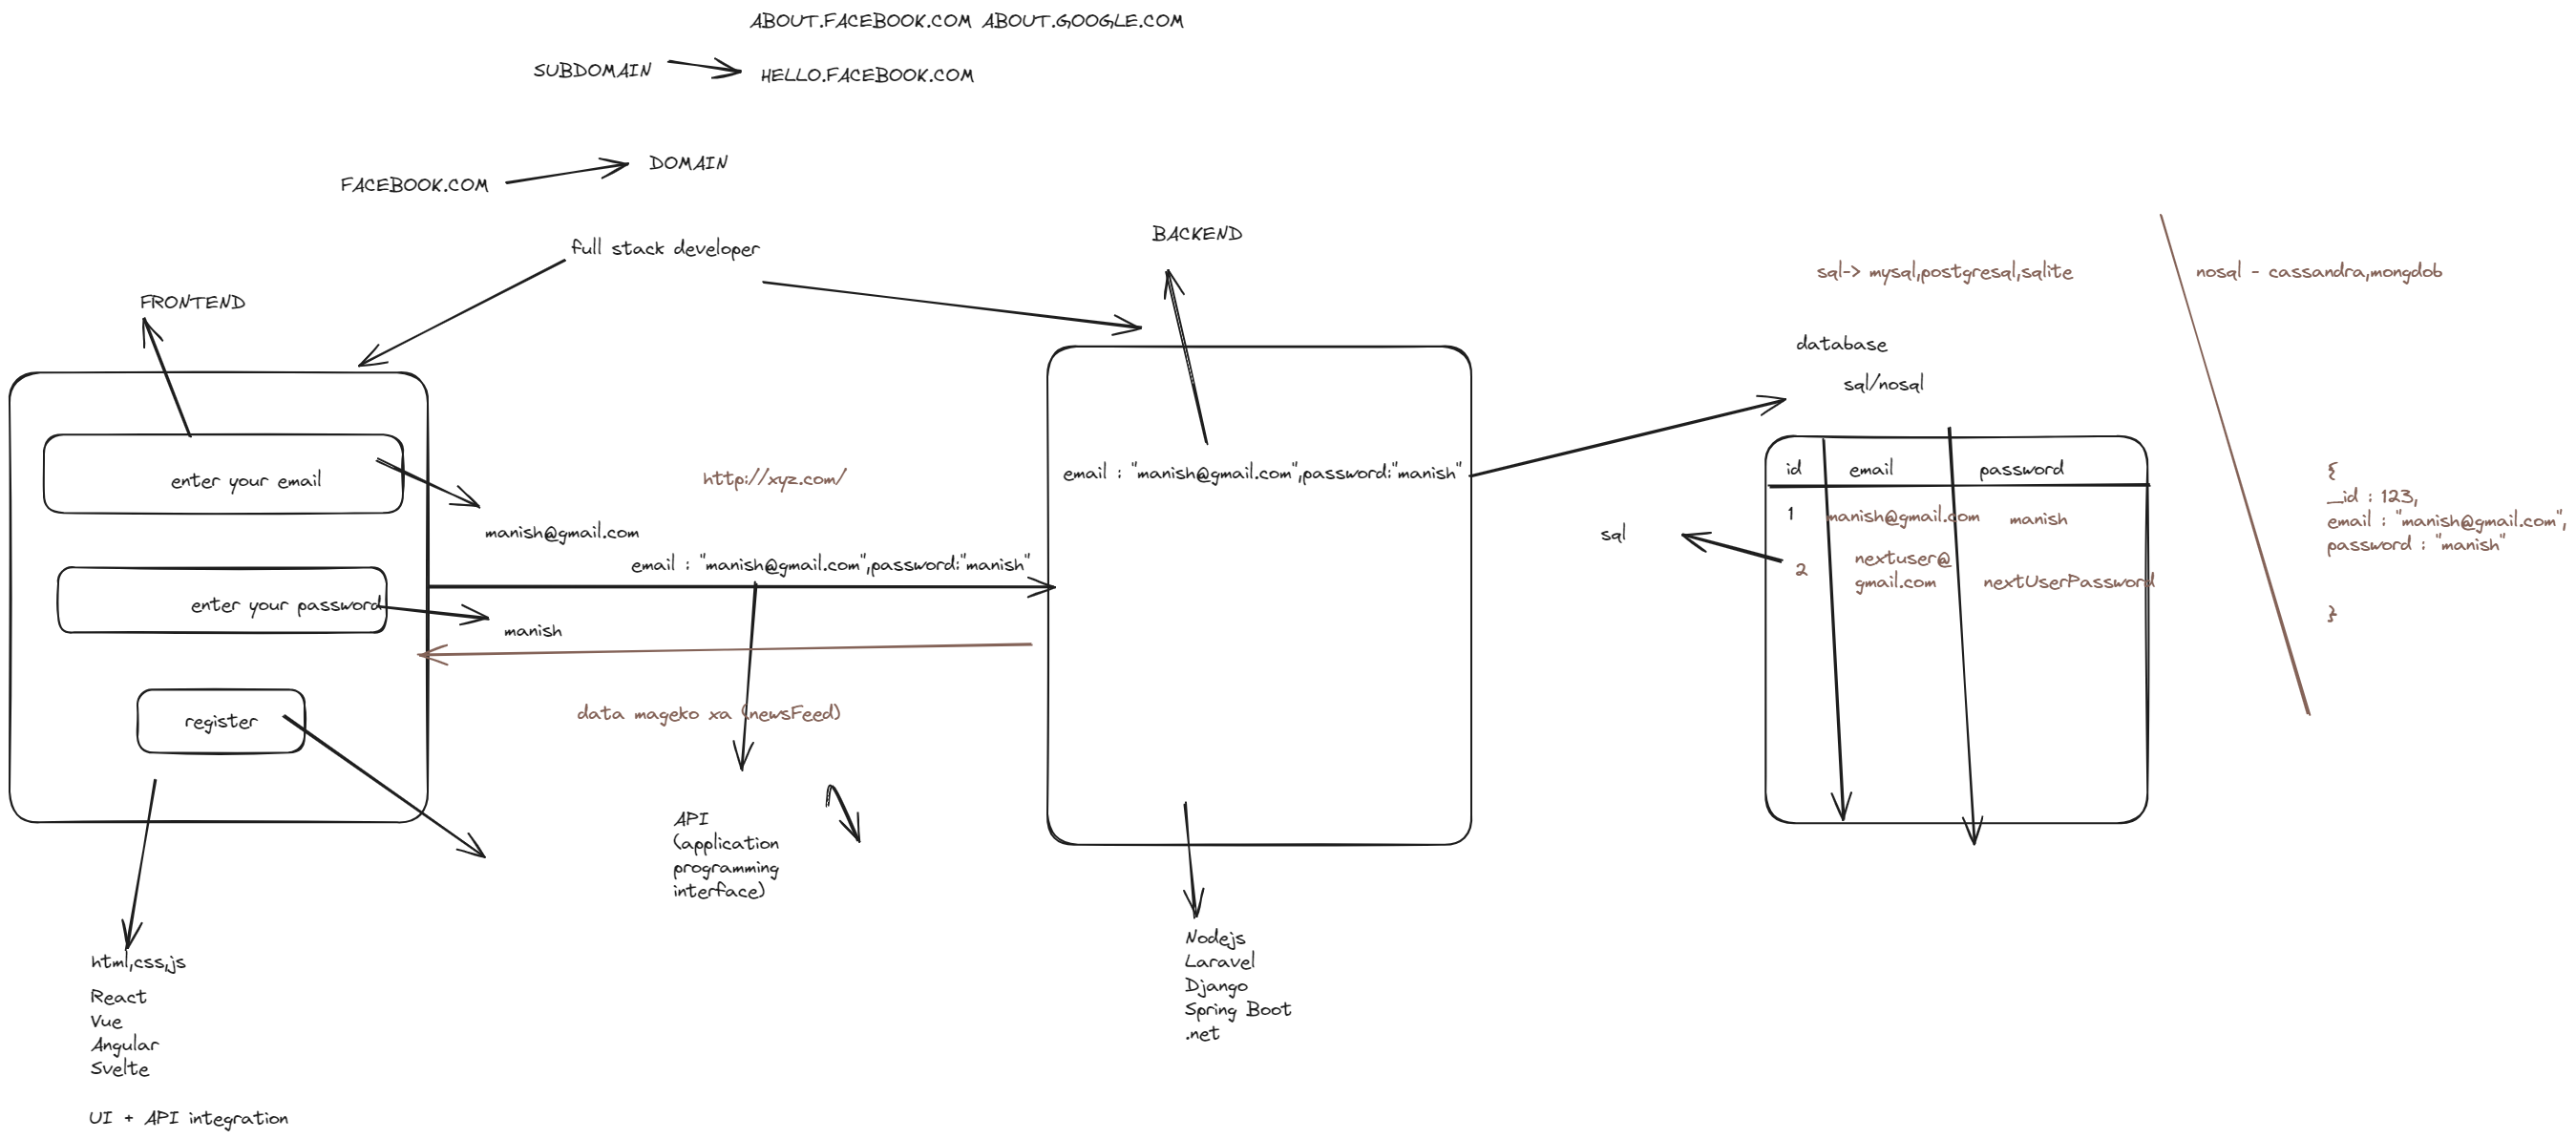 ABOUT.FACEBOOK.COM ABOUT.GOOGLE.COM
SUBDOMAIN
HELLO.FACEBOOK.COM
DOMAIN
FACEBOOK.COM
full stack developer
BACKEND
FRONTEND
sql-> mysql,postgresql,sqlite
nosql - cassandra,mongdob
database
sql/nosql
enter your email
manish@gmail.com
enter your password
manish
register
http://xyz.com/
email : "manish@gmail.com",password:"manish"
data mageko xa (newsFeed)
API
(application
programming
interface)
email : "manish@gmail.com",password:"manish"
sql
id email password
1 manish@gmail.com manish
2 nextuser@
gmail.com nextUserPassword
{
_id : 123,
email : "manish@gmail.com",
password : "manish"
}
html,css,js
React
Vue
Angular
Svelte
UI + API integration
Nodejs
Laravel
Django
Spring Boot
.net